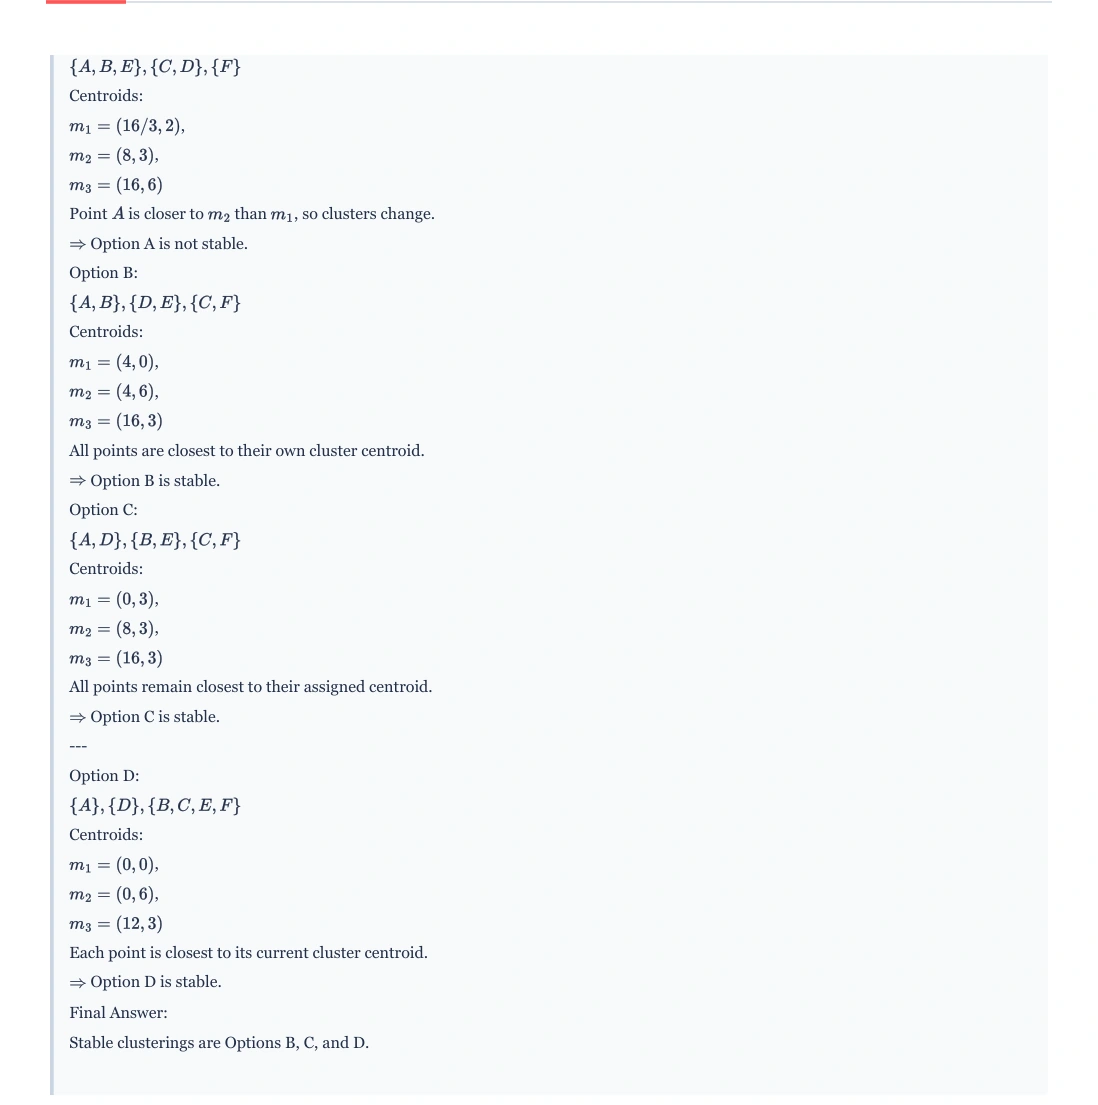 {A, B, E}, {C, D}, {F}
Centroids:
m₁ = (16/3, 2),
m₂ = (8, 3),
m₃ = (16, 6)
Point A is closer to m₂ than m₁, so clusters change.
⇒ Option A is not stable.
Option B:
{A, B}, {D, E}, {C, F}
Centroids:
m₁ = (4, 0),
m₂ = (4, 6),
m₃ = (16, 3)
All points are closest to their own cluster centroid.
⇒ Option B is stable.
Option C:
{A, D}, {B, E}, {C, F}
Centroids:
m₁ = (0, 3),
m₂ = (8, 3),
m₃ = (16, 3)
All points remain closest to their assigned centroid.
⇒ Option C is stable.
---
Option D:
{A}, {D}, {B, C, E, F}
Centroids:
m₁ = (0, 0),
m₂ = (0, 6),
m₃ = (12, 3)
Each point is closest to its current cluster centroid.
⇒ Option D is stable.
Final Answer:
Stable clusterings are Options B, C, and D.